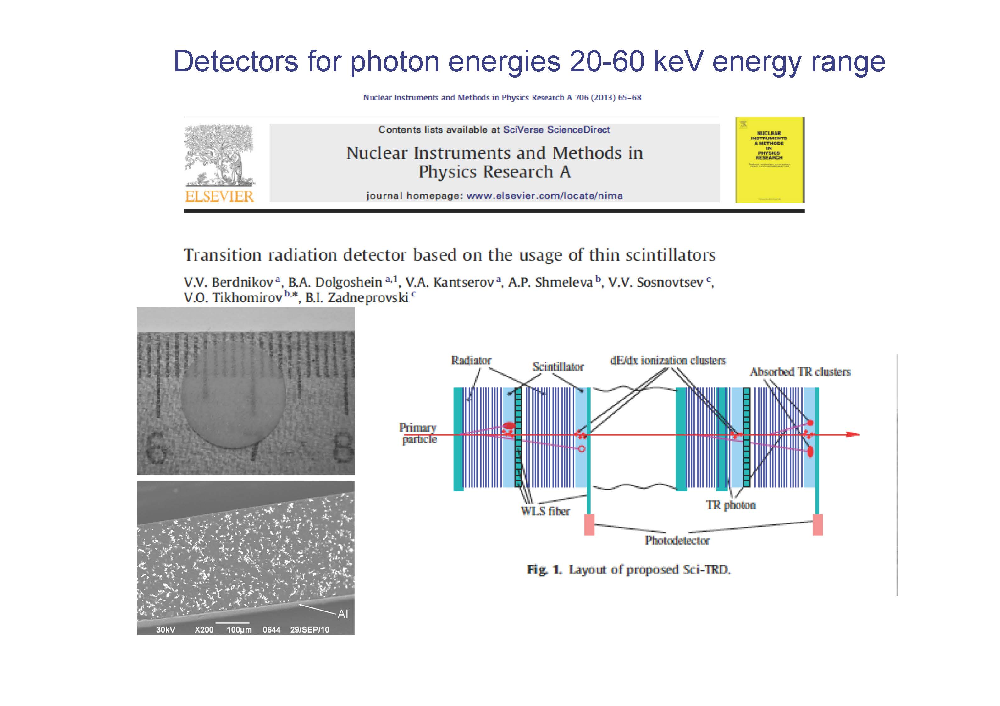 Detectors for photon energies 20-60 keV energy range
Nuclear Instruments and Methods in Physics Research A 706 (2013) 65–68
Contents lists available at SciVerse ScienceDirect
Nuclear Instruments and Methods in
Physics Research A
journal homepage: www.elsevier.com/locate/nima
ELSEVIER
NUCLEAR
INSTRUMENTS
& METHODS
IN
PHYSICS
RESEARCH
Transition radiation detector based on the usage of thin scintillators
V.V. Berdnikov a, B.A. Dolgoshein a,1, V.A. Kantserov a, A.P. Shmeleva b, V.V. Sosnovtsev c,
V.O. Tikhomirov b,*, B.I. Zadneprovski c
6 7 8
Al
30kV X200 100µm 0644 29/SEP/10
Radiator
Scintillator
dE/dx ionization clusters
Absorbed TR clusters
Primary
particle
WLS fiber
TR photon
Photodetector
Fig. 1. Layout of proposed Sci-TRD.